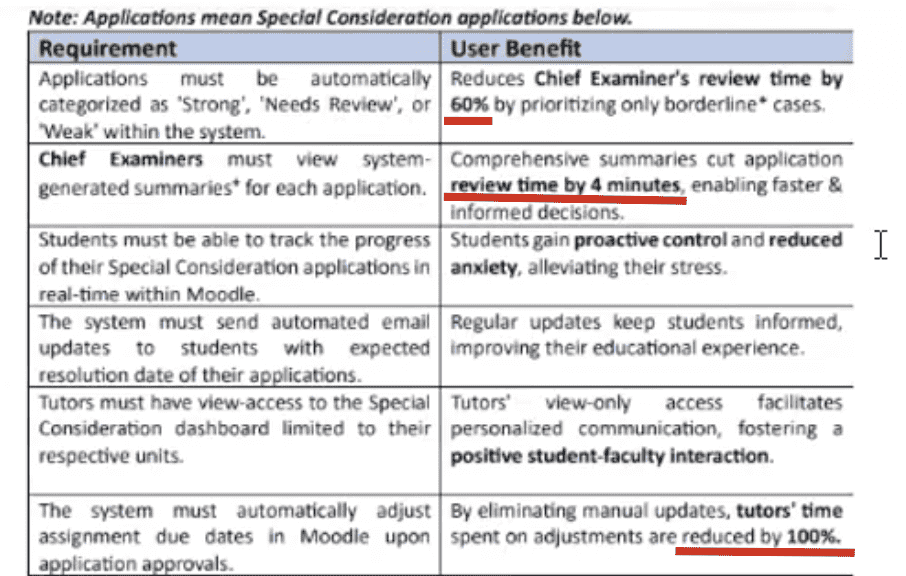 Note: Applications mean Special Consideration applications below.
Requirement
User Benefit
Applications must be automatically
categorized as 'Strong', 'Needs Review', or
'Weak' within the system.
Reduces Chief Examiner's review time by
60% by prioritizing only borderline* cases.
Chief Examiners must view system-
generated summaries⁺ for each application.
Comprehensive summaries cut application
review time by 4 minutes, enabling faster &
informed decisions.
Students must be able to track the progress
of their Special Consideration applications in
real-time within Moodle.
Students gain proactive control and reduced
anxiety, alleviating their stress.
The system must send automated email
updates to students with expected
resolution date of their applications.
Regular updates keep students informed,
improving their educational experience.
Tutors must have view-access to the Special
Consideration dashboard limited to their
respective units.
Tutors' view-only access facilitates
personalized communication, fostering a
positive student-faculty interaction.
The system must automatically adjust
assignment due dates in Moodle upon
application approvals.
By eliminating manual updates, tutors' time
spent on adjustments are reduced by 100%.